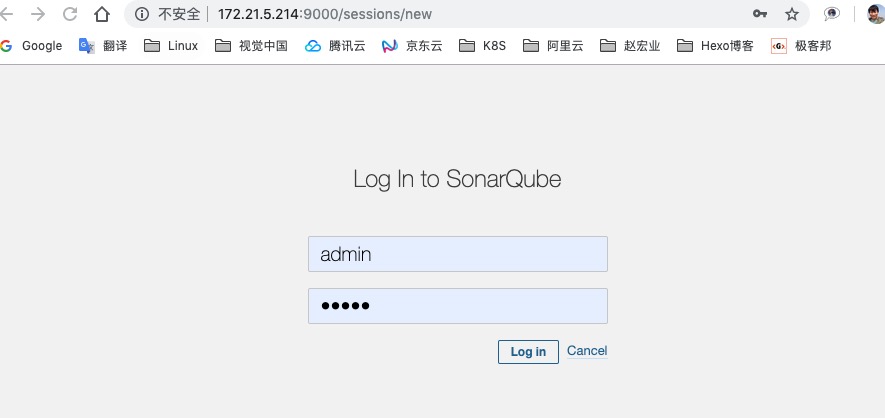 不安全 | 172.21.5.214:9000/sessions/new
Google 翻译 Linux 视觉中国 腾讯云 京东云 K8S 阿里云 赵宏业 Hexo博客 <G> 极客邦
Log In to SonarQube
admin
•••••
Log in Cancel